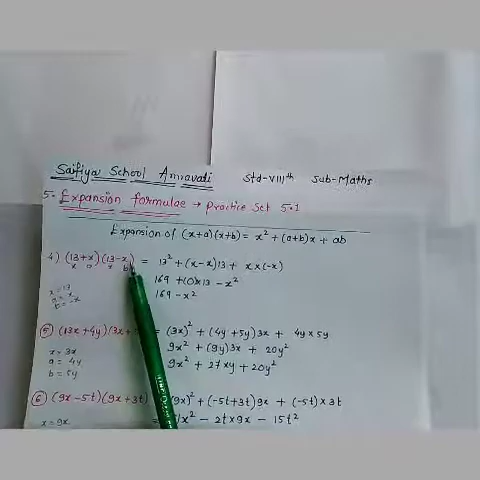 Saifiya School Amravati Std-VIIIth Sub-Maths
5. Expansion formulae → Practice Set 5.1
Expansion of (x+a)(x+b) = x² + (a+b)x + ab
4) (13+x)(13-x) = 13² + (x-x)13 + x×(-x)
x a x b
x=13 169 + (0)×13 - x²
a=x 169 - x²
b=-x
5) (13x+4y)(3x+ = (3x)² + (4y+5y)3x + 4y×5y
x=3x 9x² + (9y)3x + 20y²
a=4y 9x² + 27xy + 20y²
b=5y
6) (9x-5t)(9x+3t) (9x)² + (-5t+3t)9x + (-5t)×3t
x=9x = 1x² - 2t×9x - 15t²